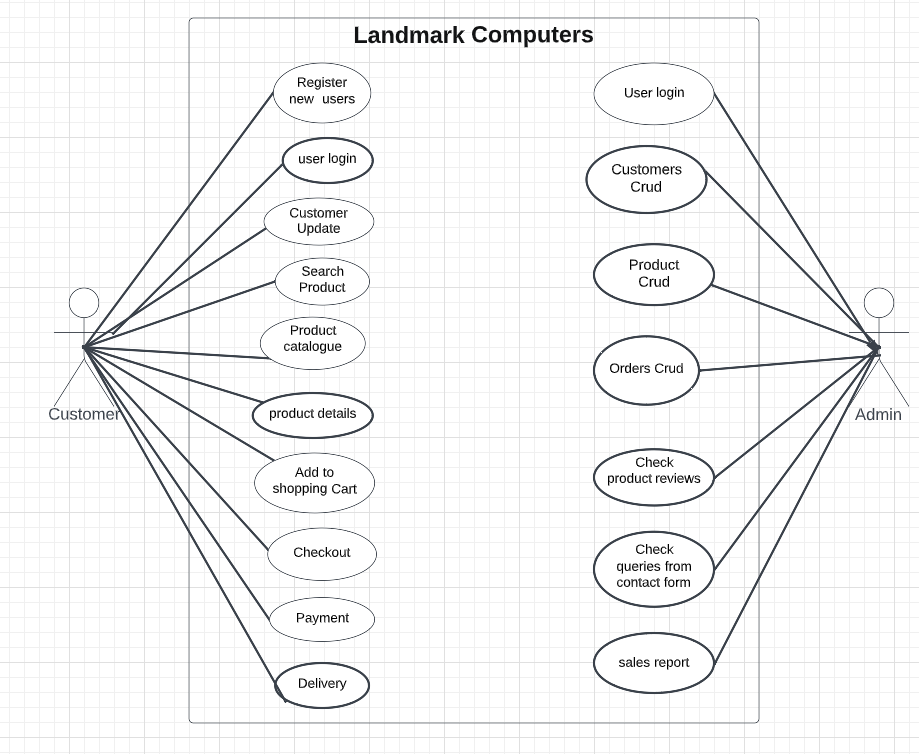 Landmark Computers
Register
new users
user login
Customer
Update
Search
Product
Product
catalogue
product details
Add to
shopping Cart
Checkout
Payment
Delivery
Customer
User login
Customers
Crud
Product
Crud
Orders Crud
Check
product reviews
Check
queries from
contact form
sales report
Admin